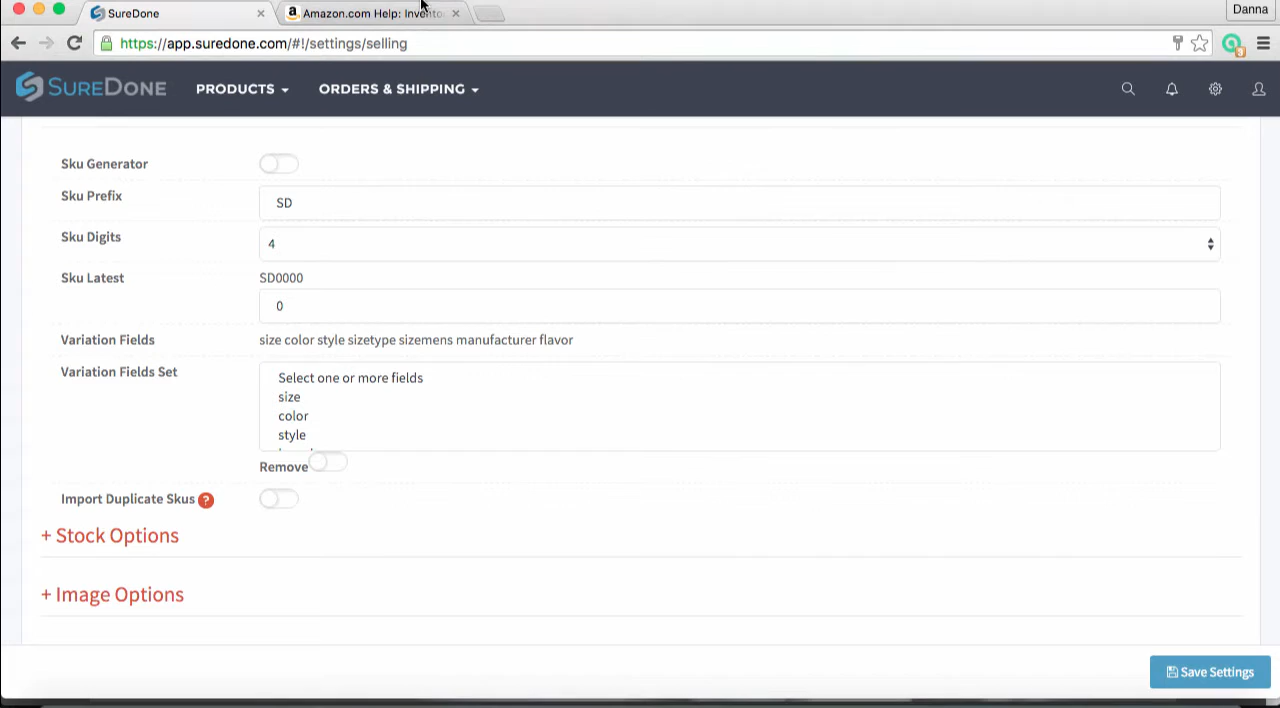 SureDone
Amazon.com Help: Invento
Danna
https://app.suredone.com/#!/settings/selling
SUREDONE
PRODUCTS
ORDERS & SHIPPING
Sku Generator
Sku Prefix
SD
Sku Digits
4
Sku Latest
SD0000
0
Variation Fields
size color style sizetype sizemens manufacturer flavor
Variation Fields Set
Select one or more fields
size
color
style
Remove
Import Duplicate Skus ?
+ Stock Options
+ Image Options
Save Settings